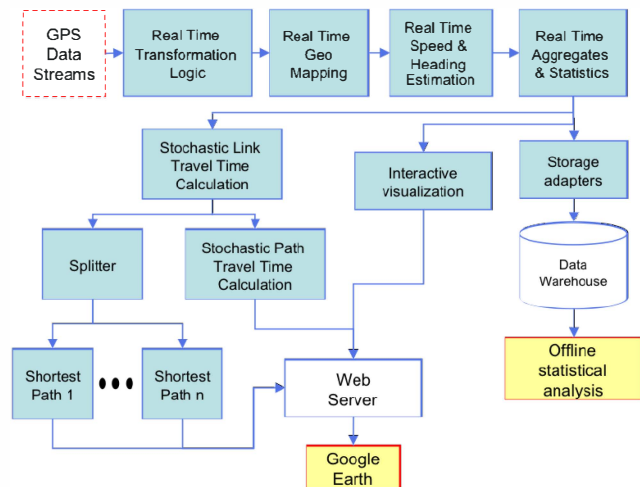 GPS
Data
Streams
Real Time
Transformation
Logic
Real Time
Geo
Mapping
Real Time
Speed &
Heading
Estimation
Real Time
Aggregates
& Statistics
Stochastic Link
Travel Time
Calculation
Interactive
visualization
Storage
adapters
Splitter
Stochastic Path
Travel Time
Calculation
Data
Warehouse
Shortest
Path 1
Shortest
Path n
Web
Server
Offline
statistical
analysis
Google
Earth